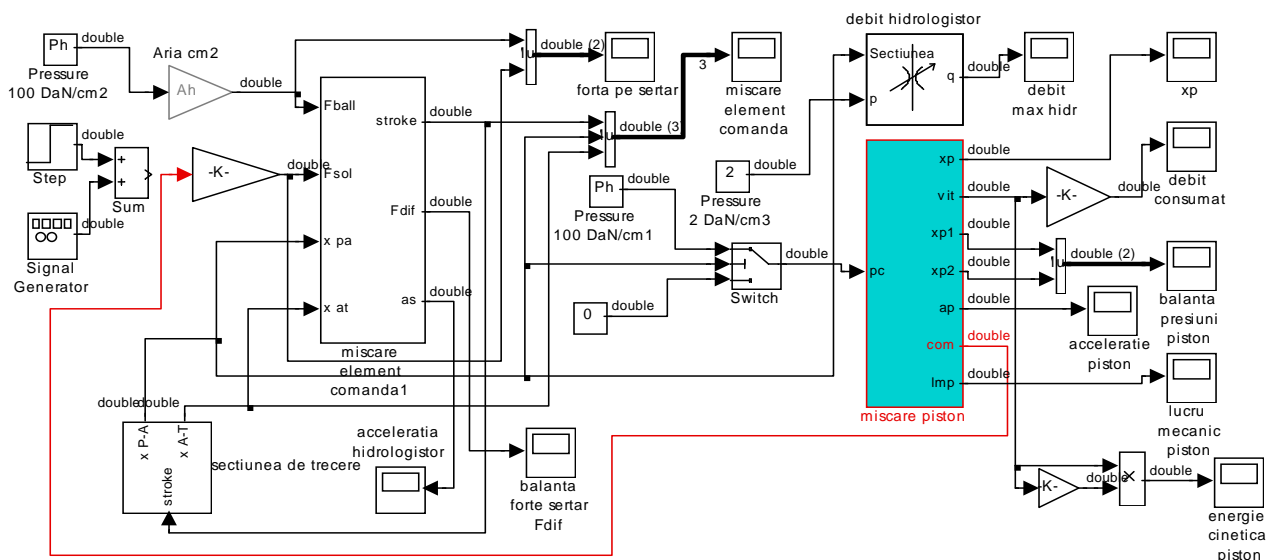 debit hidrologistor
double
Ph
Pressure
100 DaN/cm2
Aria cm2
Ah
double
double (2)
forta pe sertar
3
miscare
element
comanda
Sectiunea
p
q
double
debit
max hidr
double
xp
double
Step
double
Signal
Generator
+
+
Sum
-K-
double
Fball
Fsol
x pa
x at
stroke
Fdif
as
double
double
double
miscare
element
comanda1
double (3)
Ph
Pressure
100 DaN/cm1
double
2
Pressure
2 DaN/cm3
double
0
double
Switch
double
pc
xp
vit
xp1
xp2
ap
com
lmp
miscare piston
double
double
double
double
double
double
double
-K-
double
debit
consumat
double (2)
balanta
presiuni
piston
acceleratie
piston
lucru
mecanic
piston
double
double
x P-A
x A-T
stroke
sectiunea de trecere
acceleratia
hidrologistor
balanta
forte sertar
Fdif
-K-
double
x
double
energie
cinetica
piston